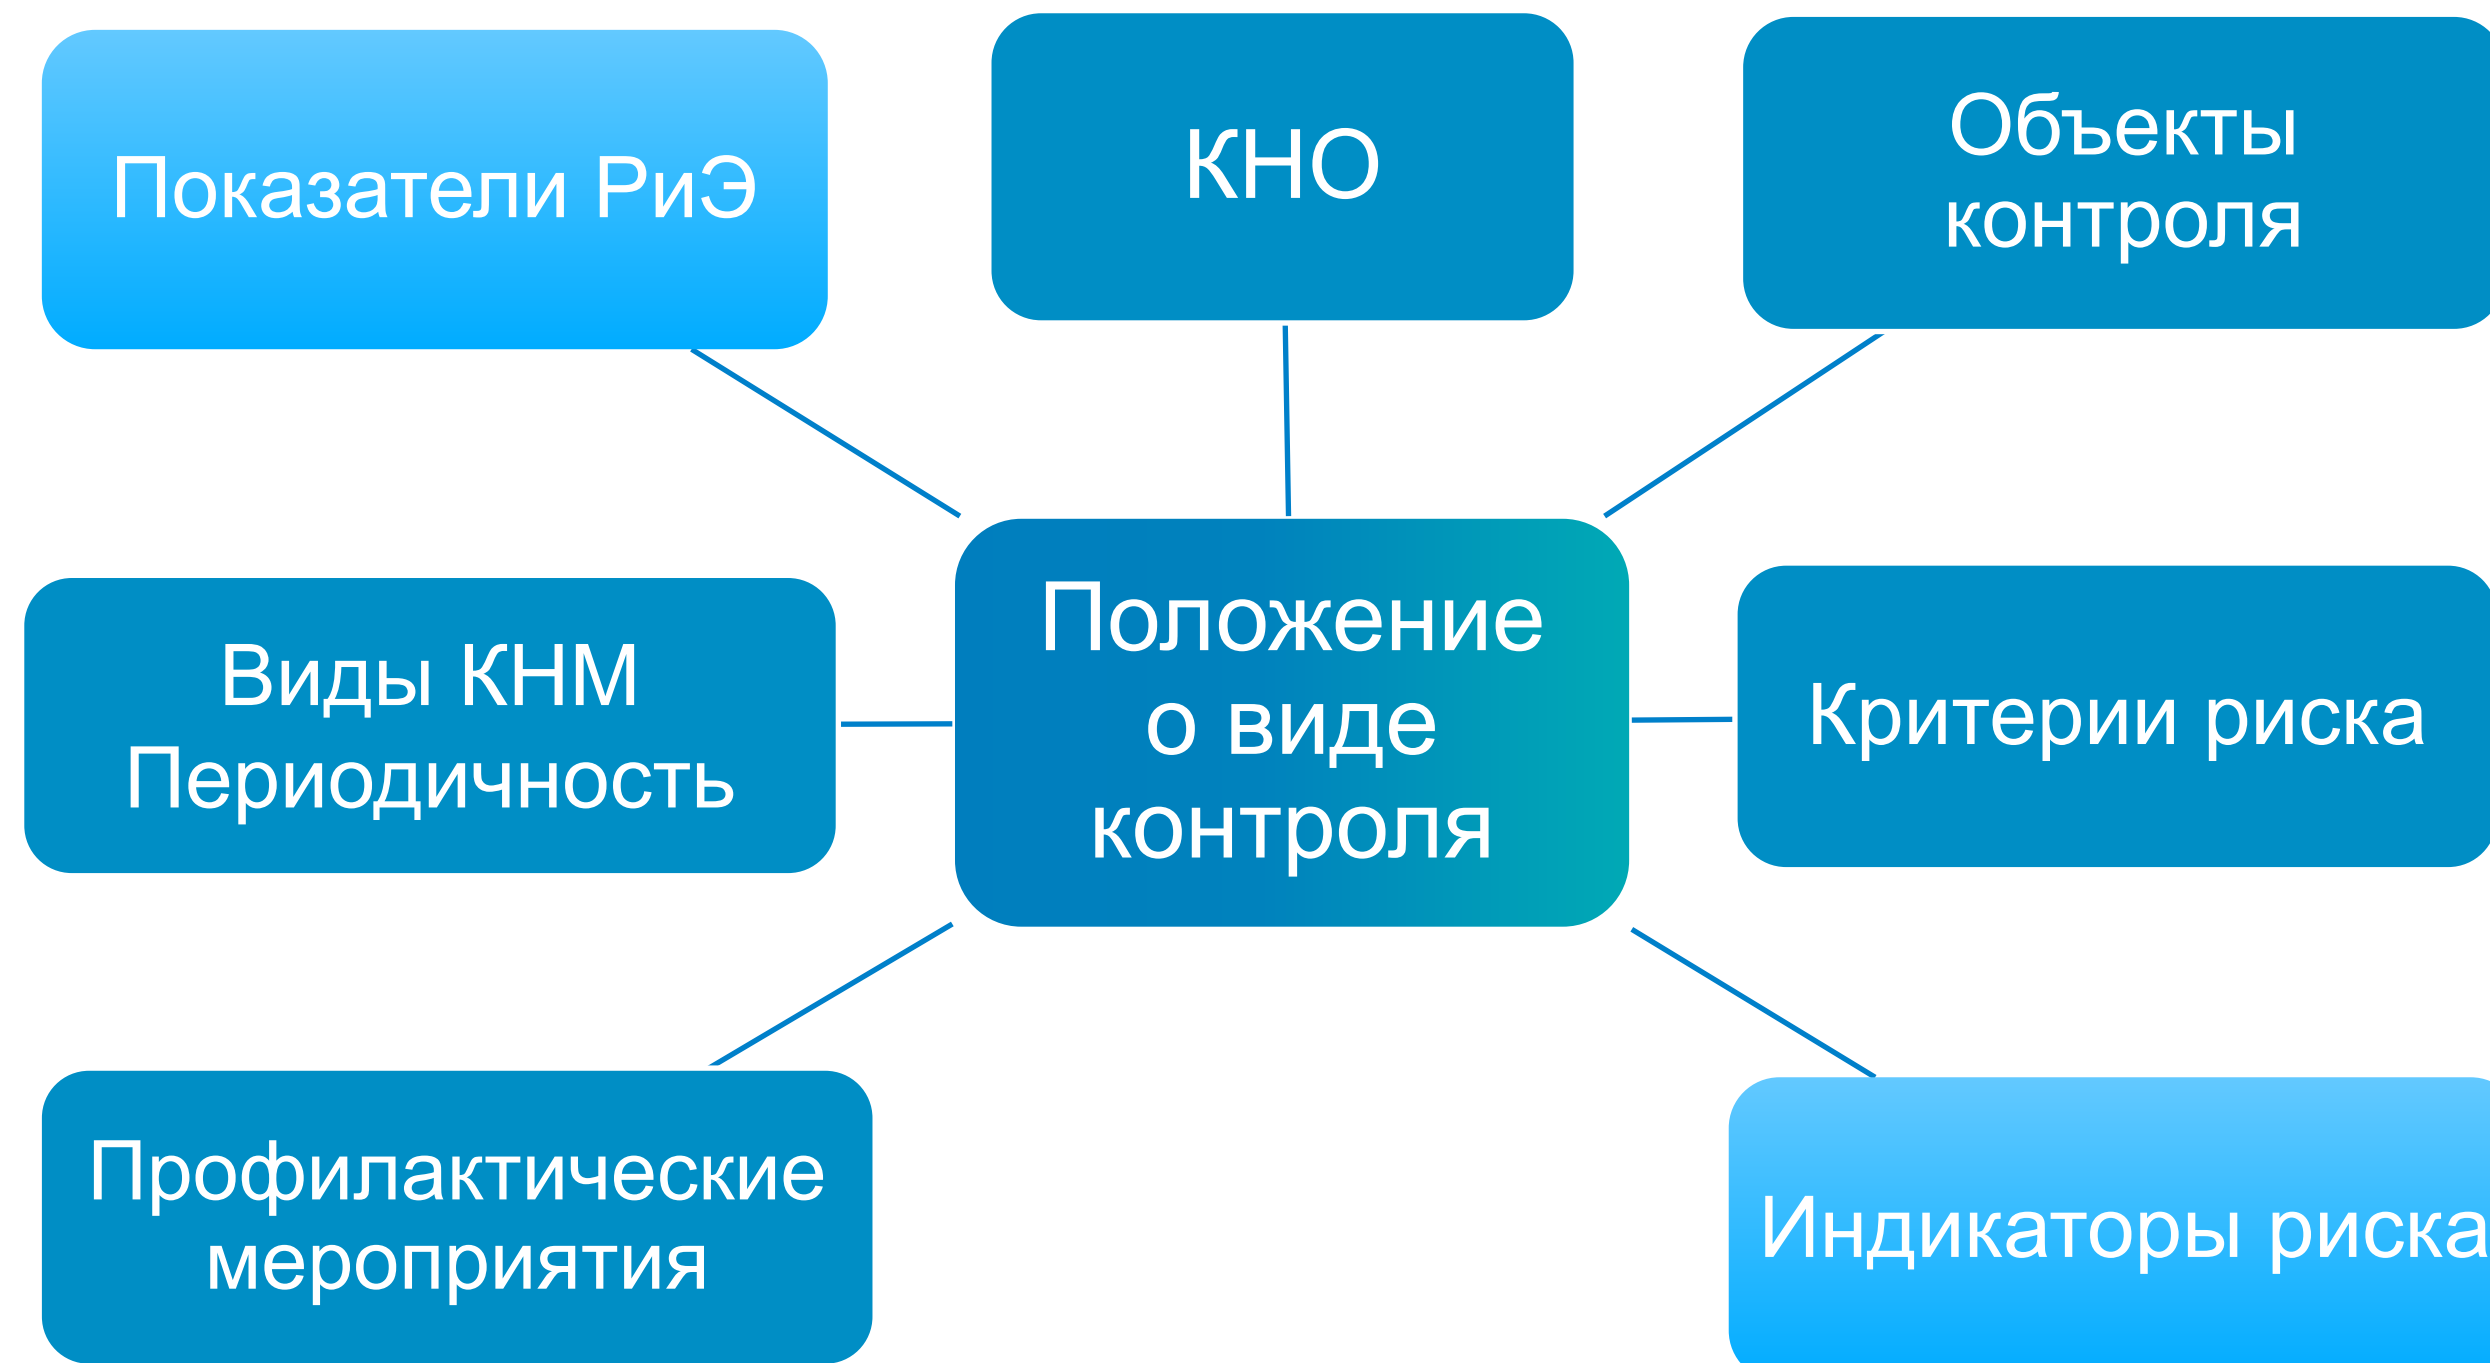 Показатели РиЭ
КНО
Объекты
контроля
Виды КНМ
Периодичность
Положение
о виде
контроля
Критерии риска
Профилактические
мероприятия
Индикаторы риска